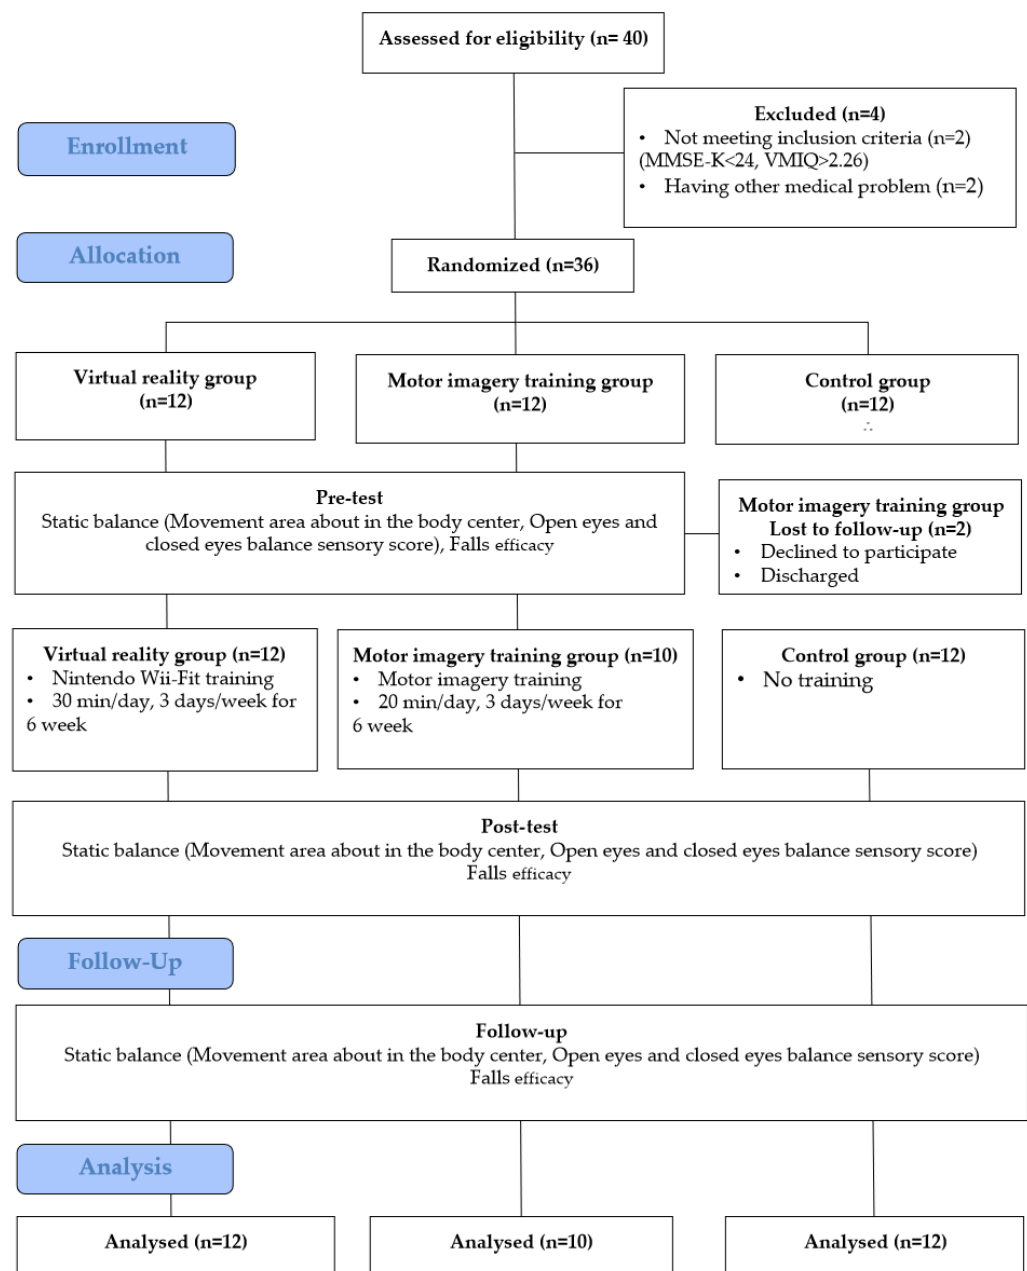 Assessed for eligibility (n= 40)
Enrollment
Excluded (n=4)
• Not meeting inclusion criteria (n=2)
(MMSE-K<24, VMIQ>2.26)
• Having other medical problem (n=2)
Allocation
Randomized (n=36)
Virtual reality group
(n=12)
Motor imagery training group
(n=12)
Control group
(n=12)
∴
Pre-test
Static balance (Movement area about in the body center, Open eyes and
closed eyes balance sensory score), Falls efficacy
Motor imagery training group
Lost to follow-up (n=2)
• Declined to participate
• Discharged
Virtual reality group (n=12)
• Nintendo Wii-Fit training
• 30 min/day, 3 days/week for
6 week
Motor imagery training group (n=10)
• Motor imagery training
• 20 min/day, 3 days/week for
6 week
Control group (n=12)
• No training
Post-test
Static balance (Movement area about in the body center, Open eyes and closed eyes balance sensory score)
Falls efficacy
Follow-Up
Follow-up
Static balance (Movement area about in the body center, Open eyes and closed eyes balance sensory score)
Falls efficacy
Analysis
Analysed (n=12)
Analysed (n=10)
Analysed (n=12)